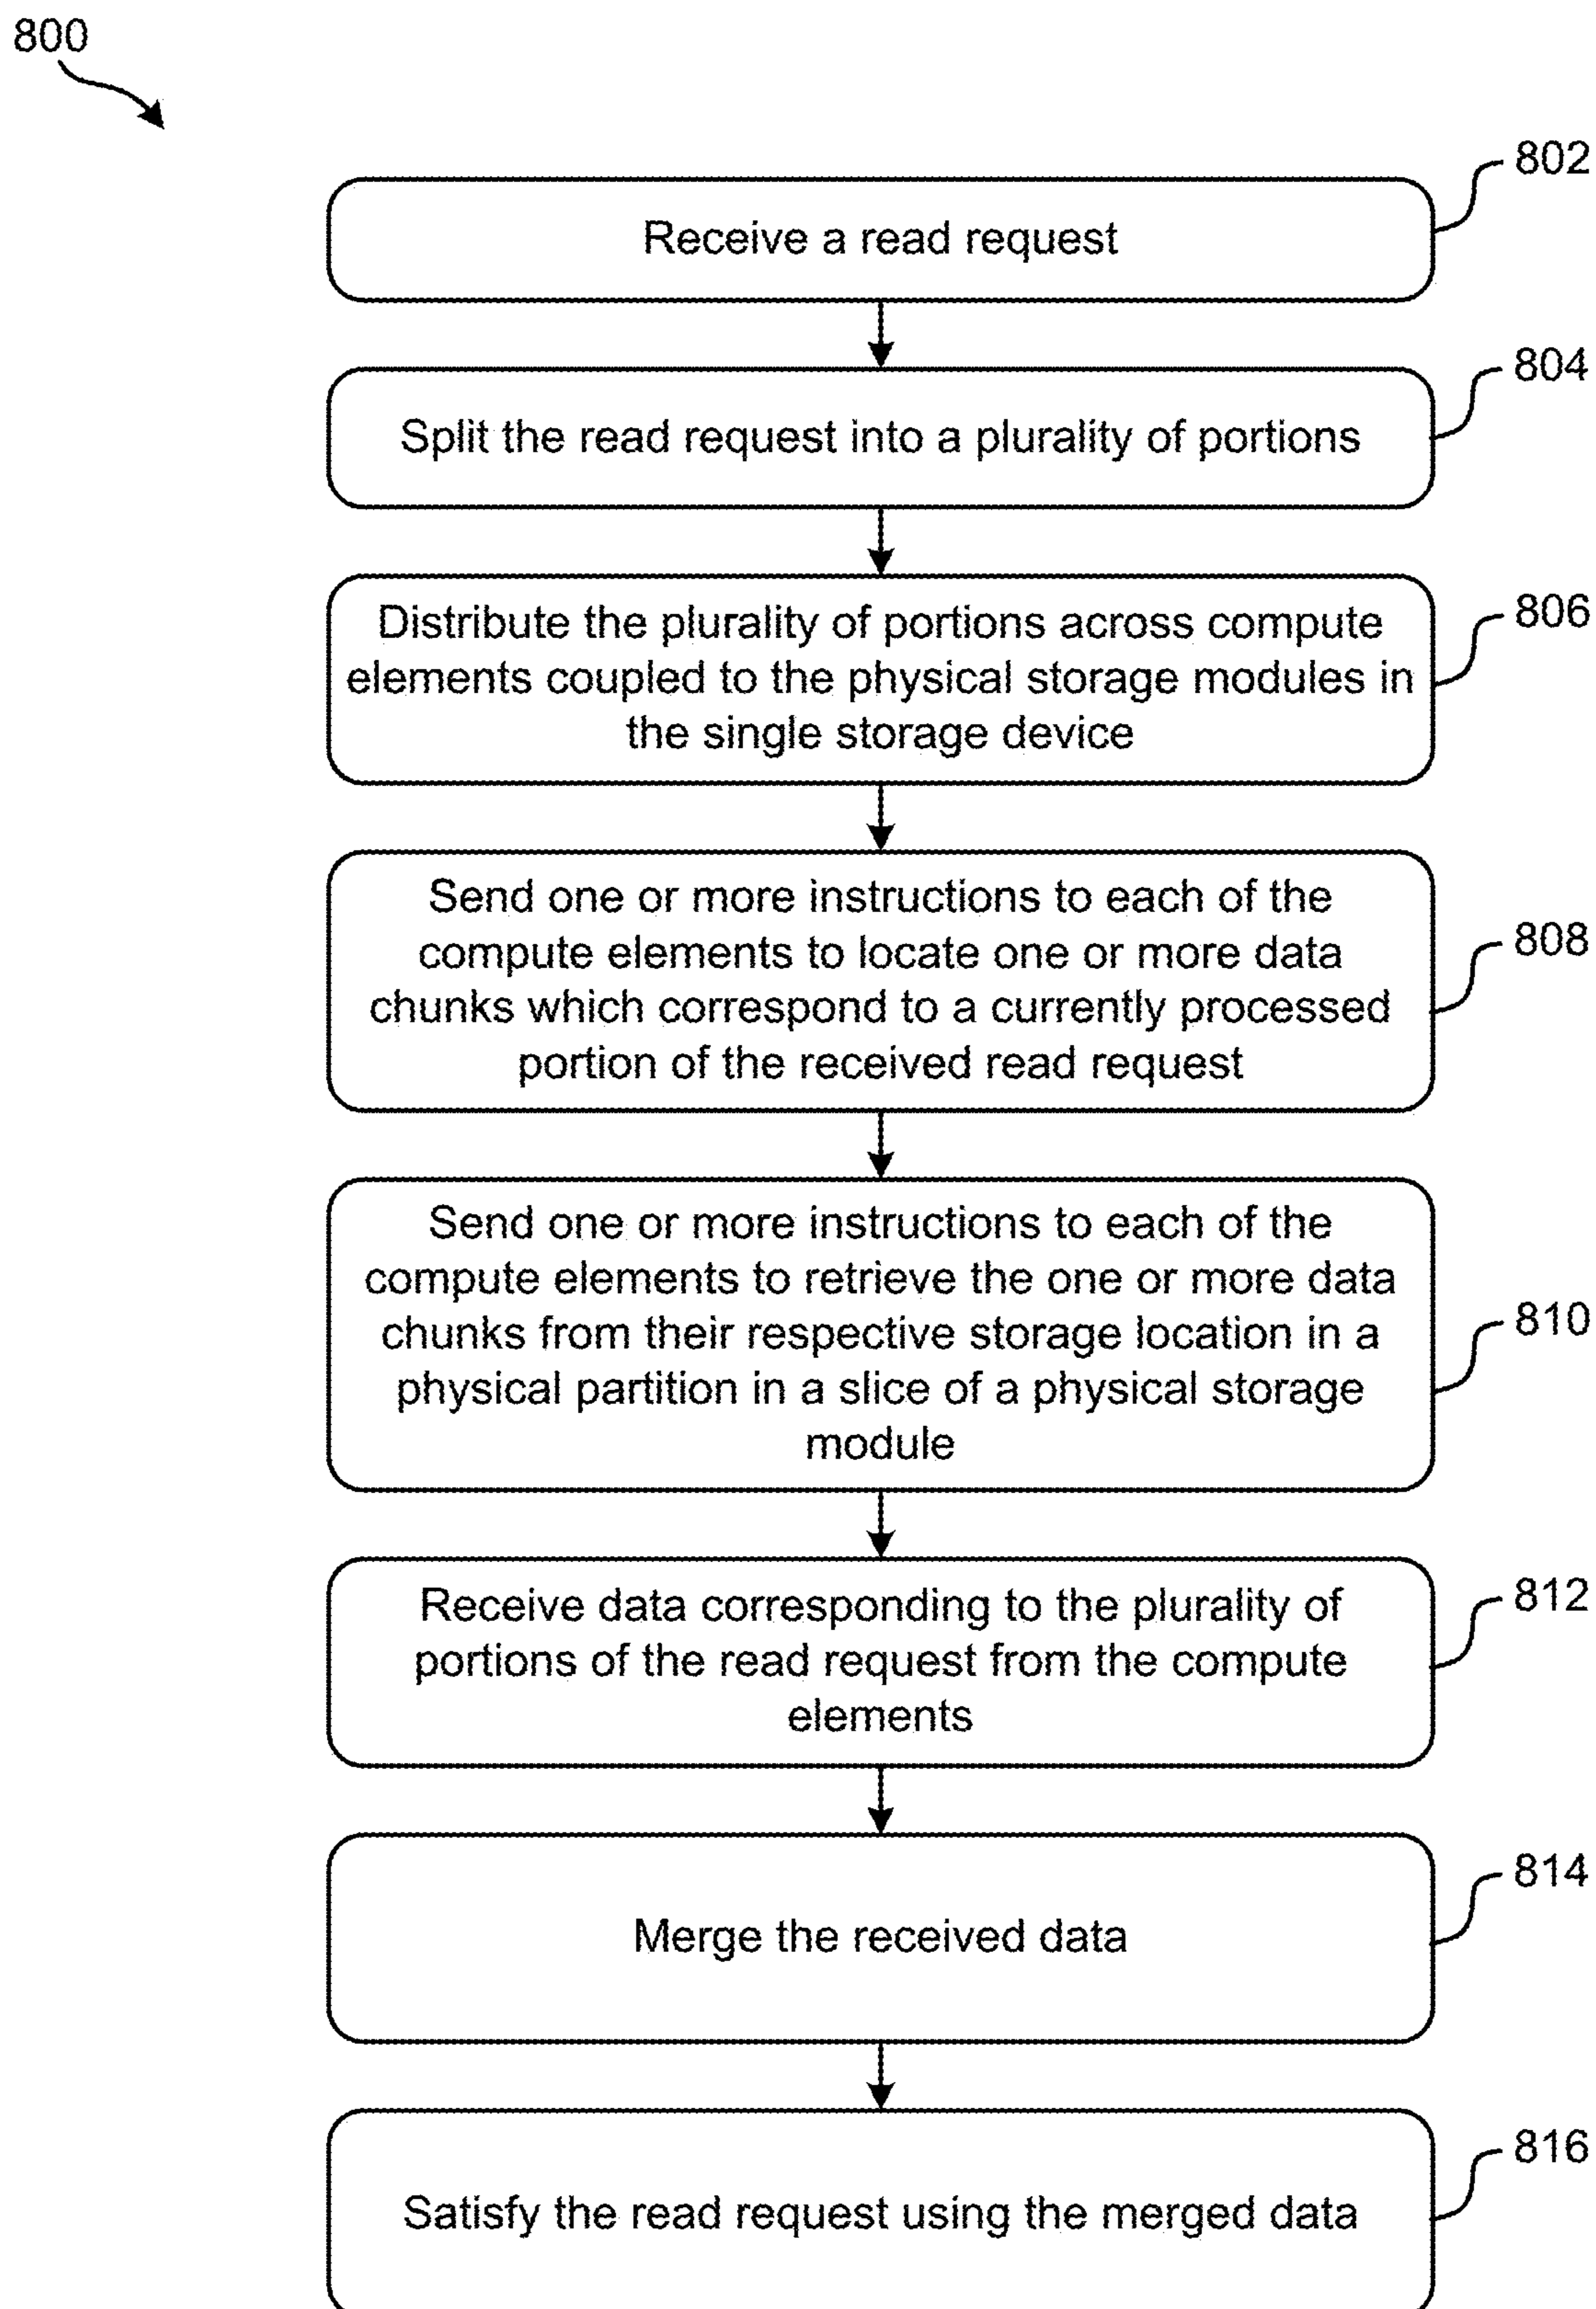 800
802
Receive a read request
804
Split the read request into a plurality of portions
806
Distribute the plurality of portions across compute
elements coupled to the physical storage modules in
the single storage device
808
Send one or more instructions to each of the
compute elements to locate one or more data
chunks which correspond to a currently processed
portion of the received read request
810
Send one or more instructions to each of the
compute elements to retrieve the one or more data
chunks from their respective storage location in a
physical partition in a slice of a physical storage
module
812
Receive data corresponding to the plurality of
portions of the read request from the compute
elements
814
Merge the received data
816
Satisfy the read request using the merged data